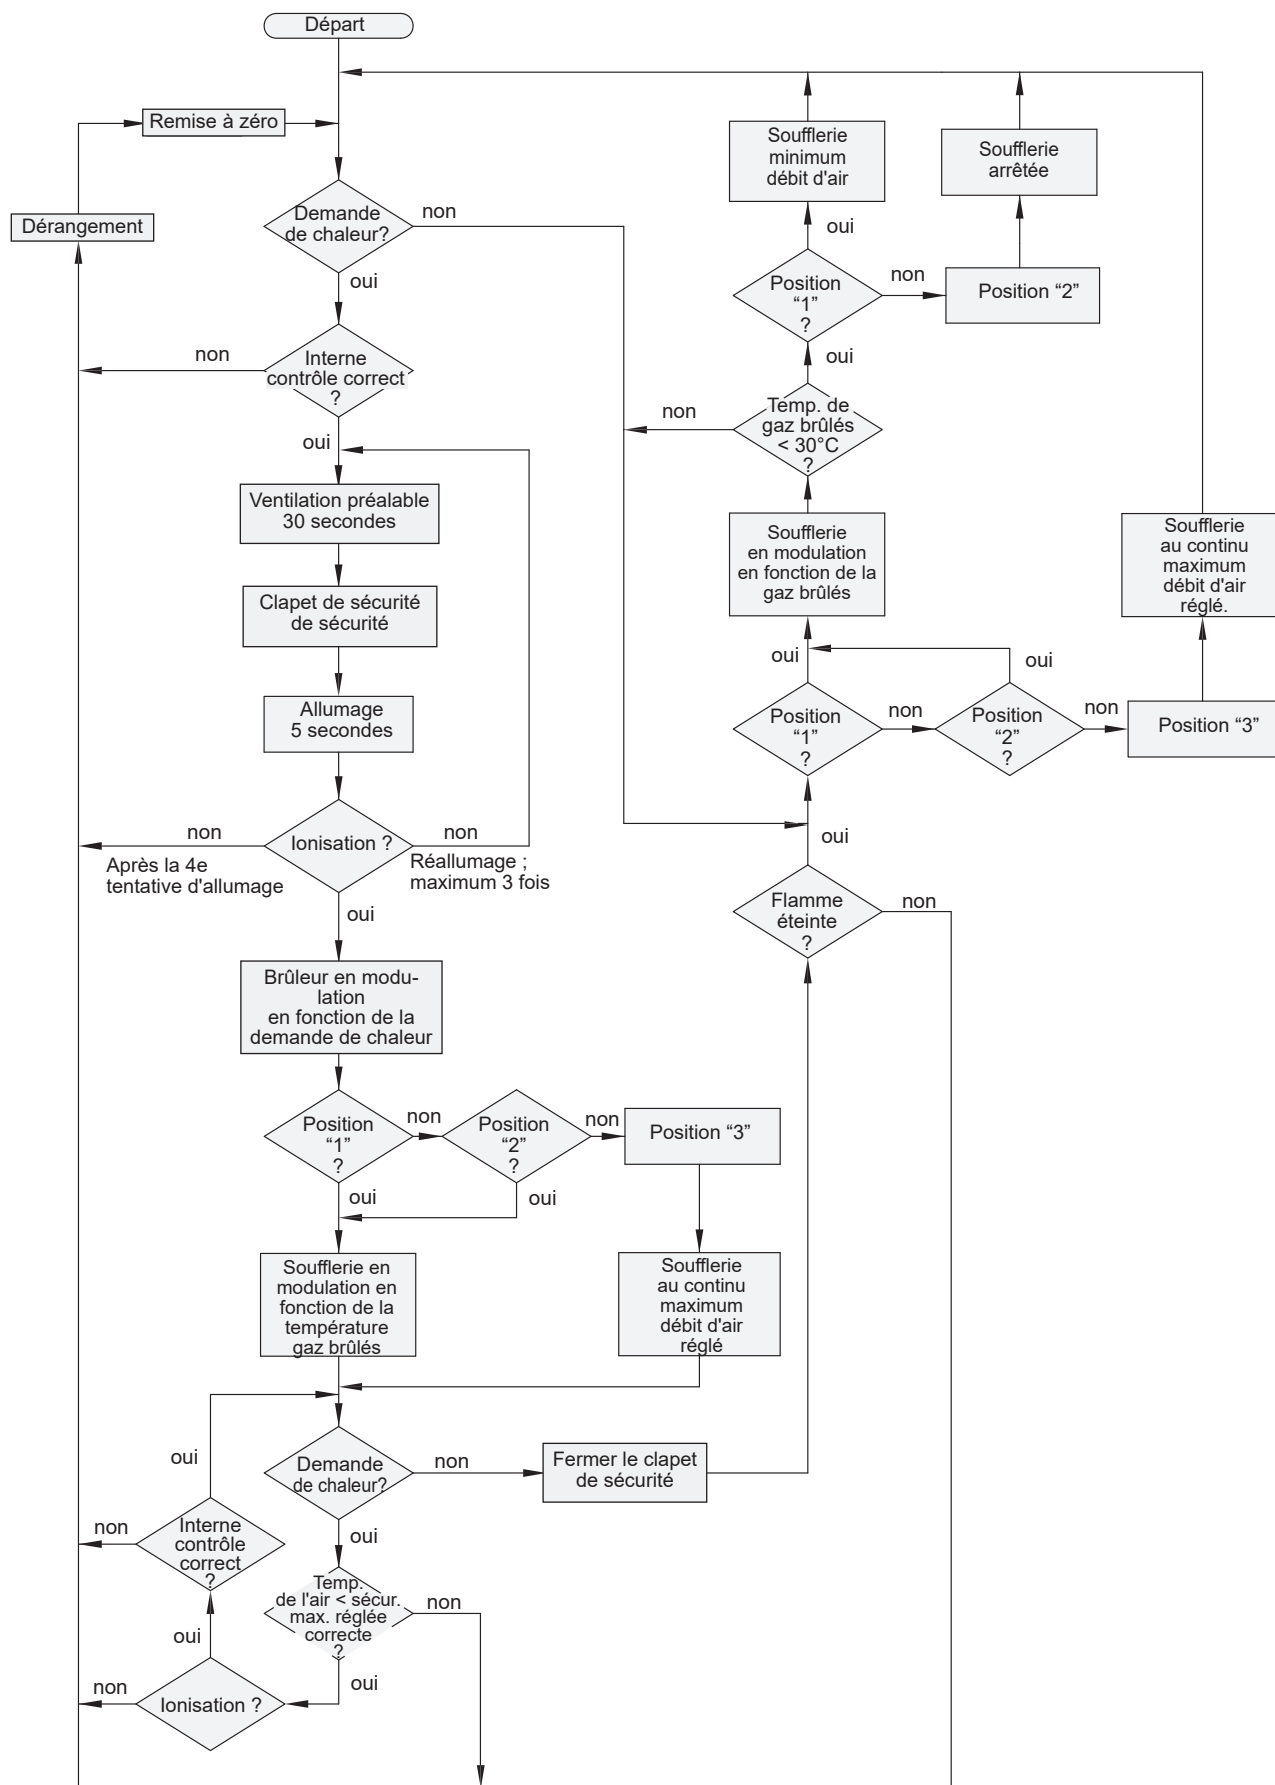 Départ
Remise à zéro
Dérangement
Demande
de chaleur?
non
oui
Interne
contrôle correct
?
non
oui
Ventilation préalable
30 secondes
Clapet de sécurité
de sécurité
Allumage
5 secondes
Ionisation ?
non
Après la 4e
tentative d'allumage
non
Réallumage ;
maximum 3 fois
oui
Brûleur en modu-
lation
en fonction de la
demande de chaleur
Position
“1”
?
non
Position
“2”
?
non
Position “3”
oui
oui
Soufflerie en
modulation en
fonction de la
température
gaz brûlés
Soufflerie
au continu
maximum
débit d'air
réglé
Demande
de chaleur?
non
Fermer le clapet
de sécurité
oui
Temp.
de l'air < sécur.
max. réglée
correcte
?
non
oui
Ionisation ?
non
oui
Interne
contrôle
correct
?
non
oui
Soufflerie
minimum
débit d'air
Soufflerie
arrêtée
oui
Position
“1”
?
non
Position “2”
oui
Temp. de
gaz brûlés
< 30°C
?
non
Soufflerie
en modulation
en fonction de la
gaz brûlés
Soufflerie
au continu
maximum
débit d'air
réglé.
oui
oui
Position
“1”
?
non
Position
“2”
?
non
Position “3”
oui
Flamme
éteinte
?
non